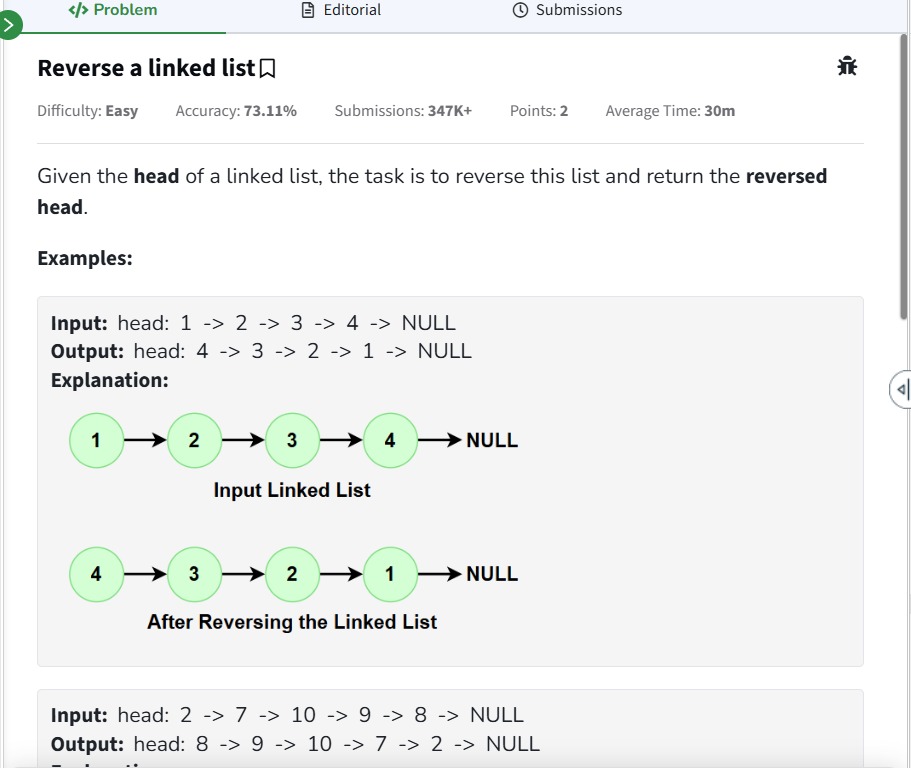 </> Problem Editorial Submissions
Reverse a linked list
Difficulty: Easy Accuracy: 73.11% Submissions: 347K+ Points: 2 Average Time: 30m
Given the head of a linked list, the task is to reverse this list and return the reversed
head.
Examples:
Input: head: 1 -> 2 -> 3 -> 4 -> NULL
Output: head: 4 -> 3 -> 2 -> 1 -> NULL
Explanation:
1 2 3 4 NULL
Input Linked List
4 3 2 1 NULL
After Reversing the Linked List
Input: head: 2 -> 7 -> 10 -> 9 -> 8 -> NULL
Output: head: 8 -> 9 -> 10 -> 7 -> 2 -> NULL